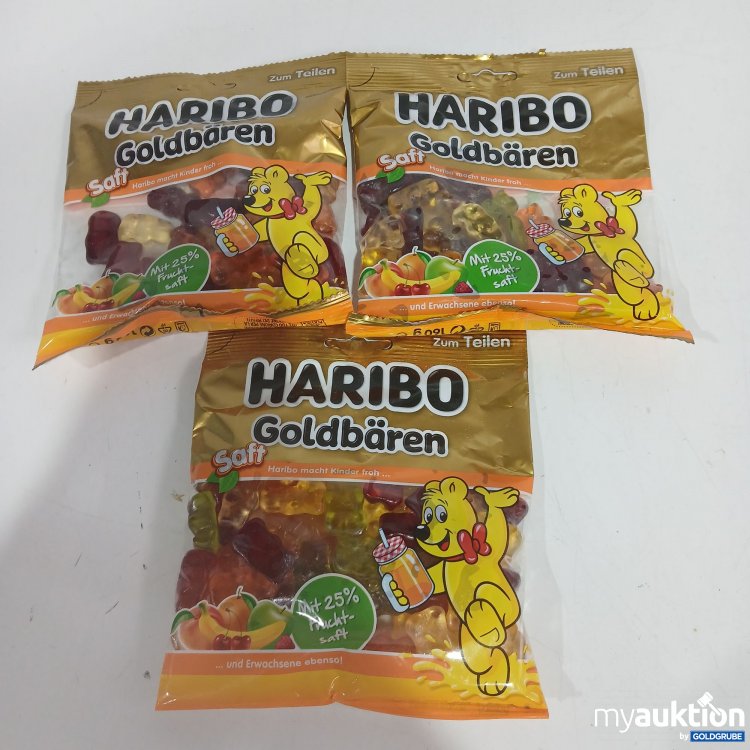 Zum Teilen
HARIBO
Goldbären
Saft
Haribo macht Kinder froh ...
Mit 25%
Frucht-
saft
... und Erwachsene ebenso!
Zum Teilen
HARIBO
Goldbären
Saft
Haribo macht Kinder froh ...
Mit 25%
Frucht-
saft
... und Erwachsene ebenso!
160 g
Zum Teilen
HARIBO
Goldbären
Saft
Haribo macht Kinder froh ...
Mit 25%
Frucht-
saft
... und Erwachsene ebenso!
myauktion
by GOLDGRUBE